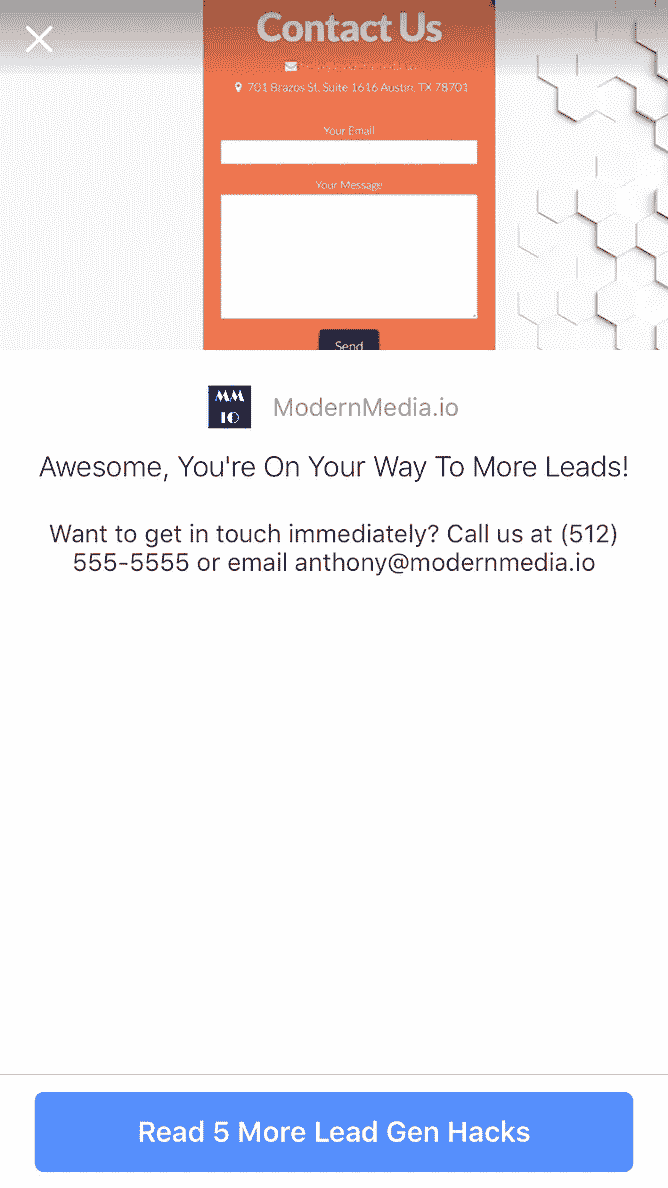 Contact Us
701 Brazos St, Suite 1616 Austin, TX 78701
Your Email
Your Message
Send
MM
IO
ModernMedia.io
Awesome, You're On Your Way To More Leads!
Want to get in touch immediately? Call us at (512)
555-5555 or email anthony@modernmedia.io
Read 5 More Lead Gen Hacks